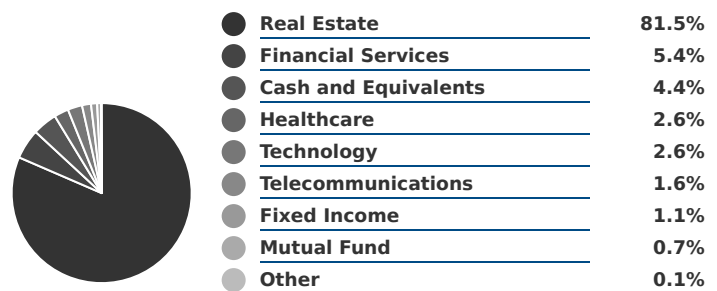 Real Estate 81.5%
Financial Services 5.4%
Cash and Equivalents 4.4%
Healthcare 2.6%
Technology 2.6%
Telecommunications 1.6%
Fixed Income 1.1%
Mutual Fund 0.7%
Other 0.1%